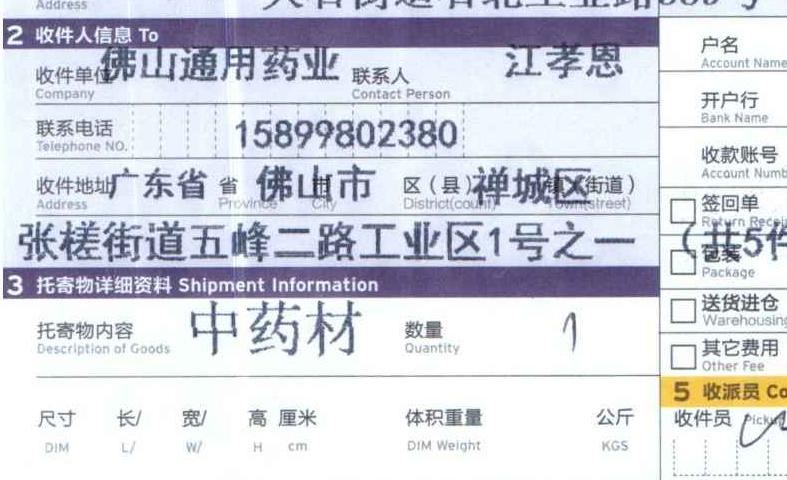 Address
2 收件人信息 To
收件单位 佛山通用药业 联系人 江孝恩 户名
Company Contact Person Account Name
联系电话 15899802380 开户行
Telephone NO. Bank Name
收款账号
Account Numb
收件地址 广东省 省 佛山市 区(县) 禅城区 镇(街道) 签回单
Address Province City District(count) Town(street) Return Recei
张槎街道五峰二路工业区1号之一 (共5件 包装
Package
3 托寄物详细资料 Shipment Information
托寄物内容 中药材 数量 1 送货进仓
Description of Goods Quantity Warehousing
其它费用
Other Fee
5 收派员 Co
尺寸 长/ 宽/ 高 厘米 体积重量 公斤 收件员 Pickup
DIM L/ W/ H cm DIM Weight KGS